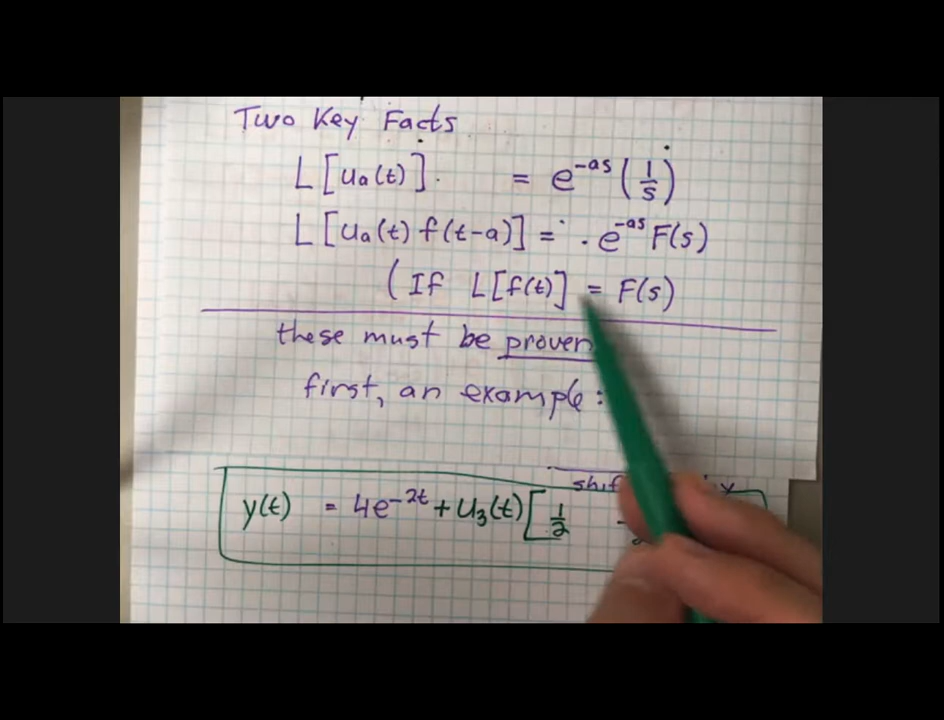 Two Key Facts
L[uₐ(t)] = e^-as (1/s)
L[uₐ(t) f(t-a)] = e^-as F(s)
(If L[f(t)] = F(s)
these must be proven
first, an example:
y(t) = 4e^-2t + u₃(t)[ 1/2